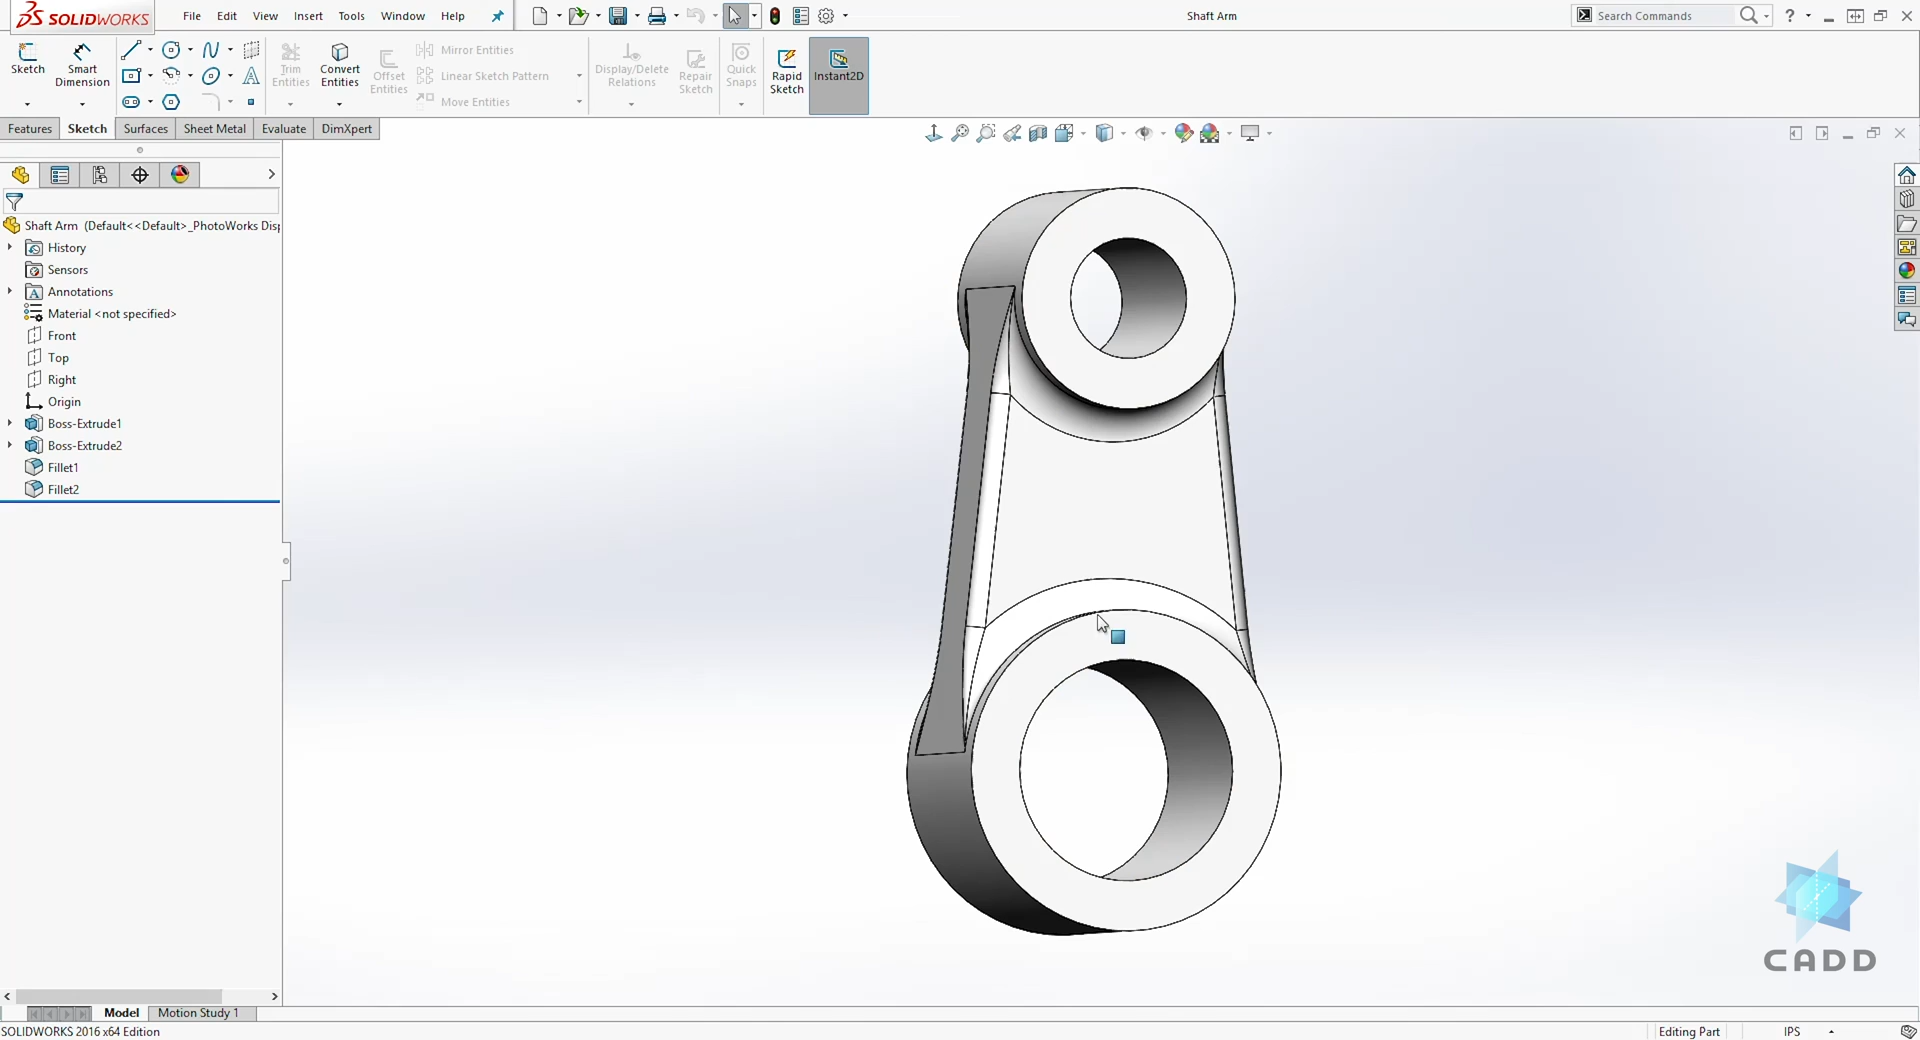 SOLIDWORKS File Edit View Insert Tools Window Help Shaft Arm Search Commands ?
Sketch Smart Dimension Trim Entities Convert Entities Offset Entities Mirror Entities Display/Delete Relations Repair Sketch Quick Snaps Rapid Sketch Instant2D
Linear Sketch Pattern
Move Entities
Features Sketch Surfaces Sheet Metal Evaluate DimXpert
Shaft Arm (Default<<Default>_PhotoWorks Disp
History
Sensors
Annotations
Material <not specified>
Front
Top
Right
Origin
Boss-Extrude1
Boss-Extrude2
Fillet1
Fillet2
CADD
Model Motion Study 1
SOLIDWORKS 2016 x64 Edition Editing Part IPS